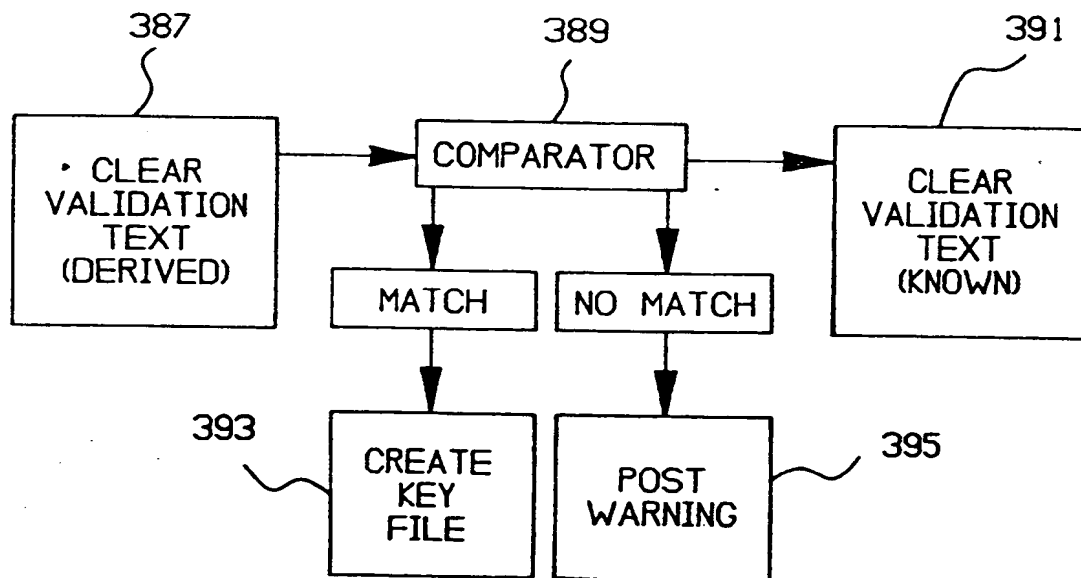 387
389
391
CLEAR
VALIDATION
TEXT
(DERIVED)
COMPARATOR
CLEAR
VALIDATION
TEXT
(KNOWN)
MATCH
NO MATCH
393
CREATE
KEY
FILE
POST
WARNING
395